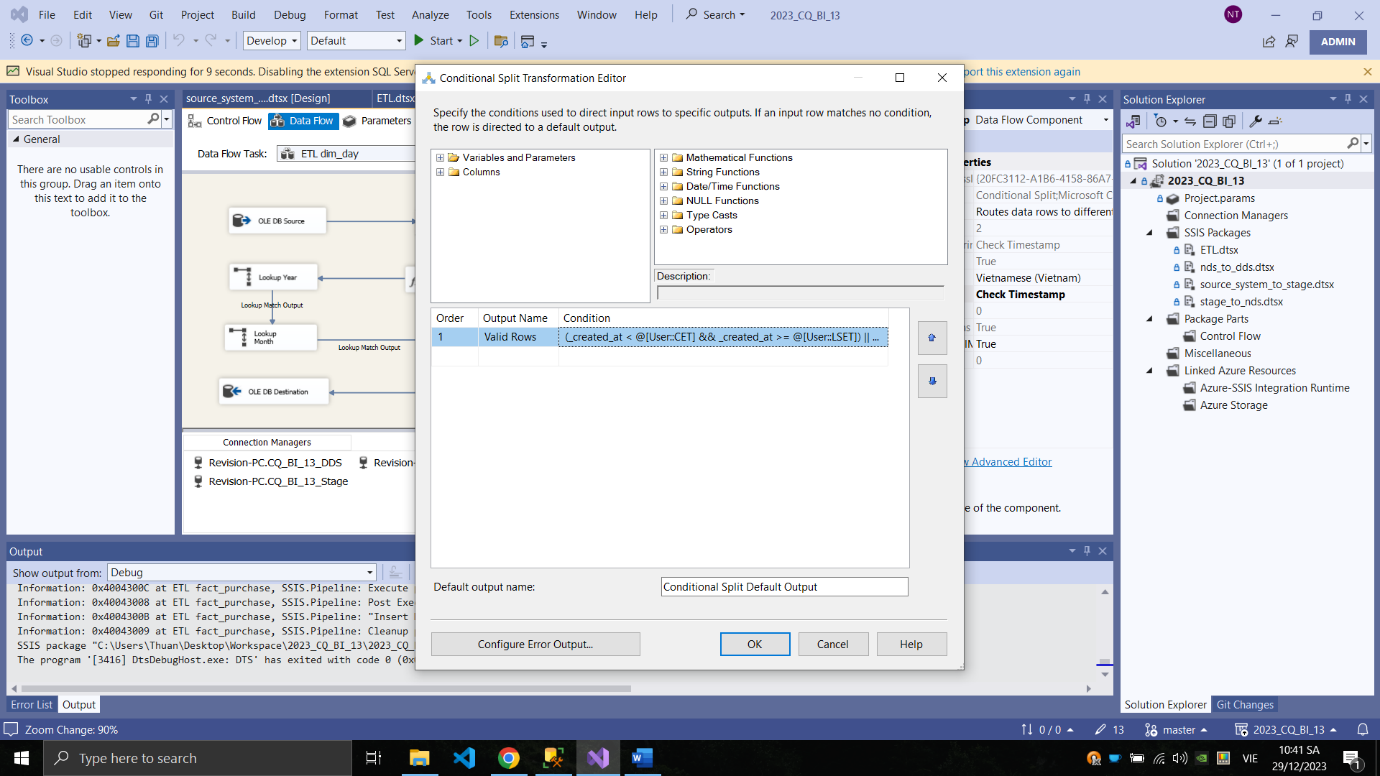 File Edit View Git Project Build Debug Format Test Analyze Tools Extensions Window Help Search 2023_CQ_BI_13 NT
Develop Default Start ADMIN
Visual Studio stopped responding for 9 seconds. Disabling the extension SQL Serv
port this extension again
Toolbox
Search Toolbox
General
There are no usable controls in
this group. Drag an item onto
this text to add it to the
toolbox.
source_system_....dtsx [Design] ETL.dtsx
Control Flow Data Flow Parameters
Data Flow Task: ETL dim_day
OLE DB Source
Lookup Year
Lookup Match Output
Lookup
Month
Lookup Match Output
OLE DB Destination
Connection Managers
Revision-PC.CQ_BI_13_DDS Revision-
Revision-PC.CQ_BI_13_Stage
Conditional Split Transformation Editor
Specify the conditions used to direct input rows to specific outputs. If an input row matches no condition,
the row is directed to a default output.
Variables and Parameters
Columns
Mathematical Functions
String Functions
Date/Time Functions
NULL Functions
Type Casts
Operators
Description:
Order Output Name Condition
1 Valid Rows (_created_at < @[User::CET] && _created_at >= @[User::LSET]) || ...
Default output name: Conditional Split Default Output
Configure Error Output... OK Cancel Help
Data Flow Component
erties
{20FC3112-A1B6-4158-86A7-
Conditional Split;Microsoft C
Routes data rows to different
2
Check Timestamp
True
Vietnamese (Vietnam)
Check Timestamp
0
True
True
0
w Advanced Editor
e of the component.
Solution Explorer
Search Solution Explorer (Ctrl+;)
Solution '2023_CQ_BI_13' (1 of 1 project)
2023_CQ_BI_13
Project.params
Connection Managers
SSIS Packages
ETL.dtsx
nds_to_dds.dtsx
source_system_to_stage.dtsx
stage_to_nds.dtsx
Package Parts
Control Flow
Miscellaneous
Linked Azure Resources
Azure-SSIS Integration Runtime
Azure Storage
Solution Explorer Git Changes
Output
Show output from: Debug
Information: 0x4004300C at ETL fact_purchase, SSIS.Pipeline: Execute
Information: 0x40043008 at ETL fact_purchase, SSIS.Pipeline: Post Exe
Information: 0x4004300B at ETL fact_purchase, SSIS.Pipeline: "Insert
Information: 0x40043009 at ETL fact_purchase, SSIS.Pipeline: Cleanup
SSIS package "C:\Users\Thuan\Desktop\Workspace\2023_CQ_BI_13\2023_CQ_
The program '[3416] DtsDebugHost.exe: DTS' has exited with code 0 (0x
Error List Output
Zoom Change: 90% 0 / 0 13 master 2023_CQ_BI_13
Type here to search VIE 10:41 SA
29/12/2023 1